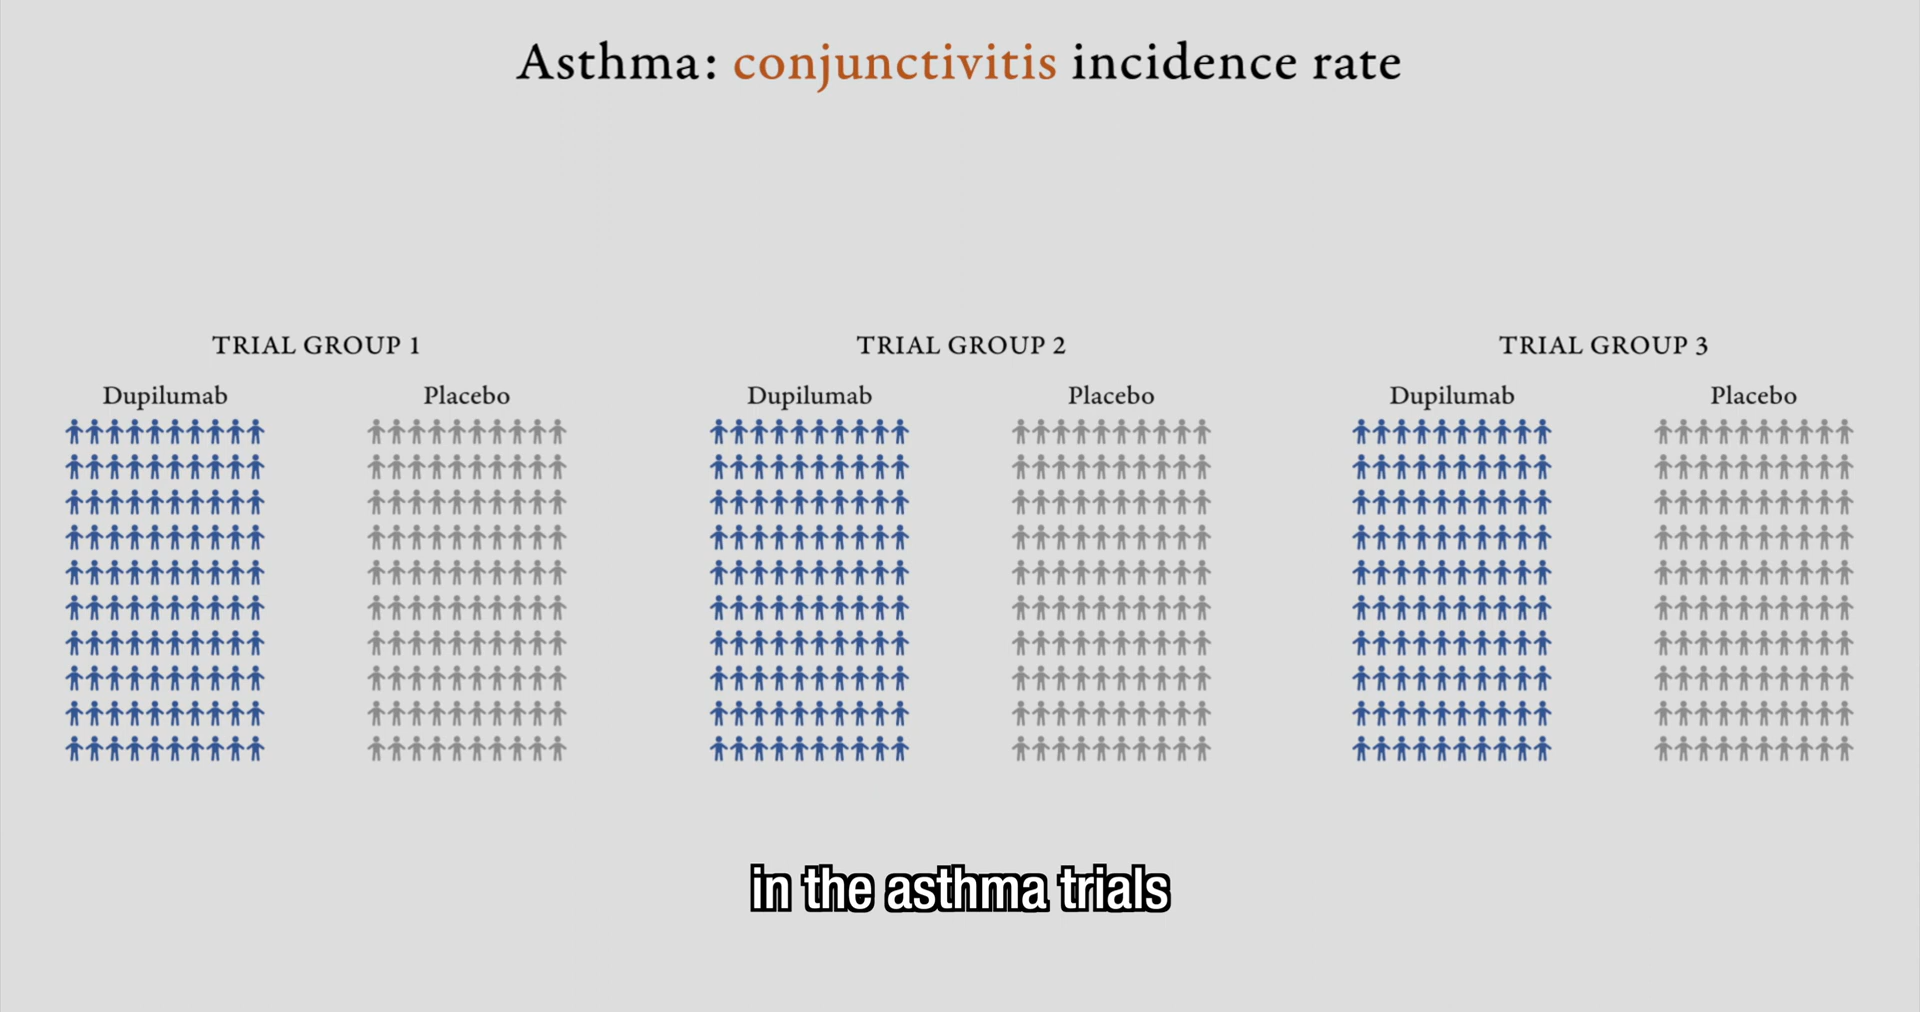 Asthma: conjunctivitis incidence rate
TRIAL GROUP 1
Dupilumab
Placebo
TRIAL GROUP 2
Dupilumab
Placebo
TRIAL GROUP 3
Dupilumab
Placebo
in the asthma trials